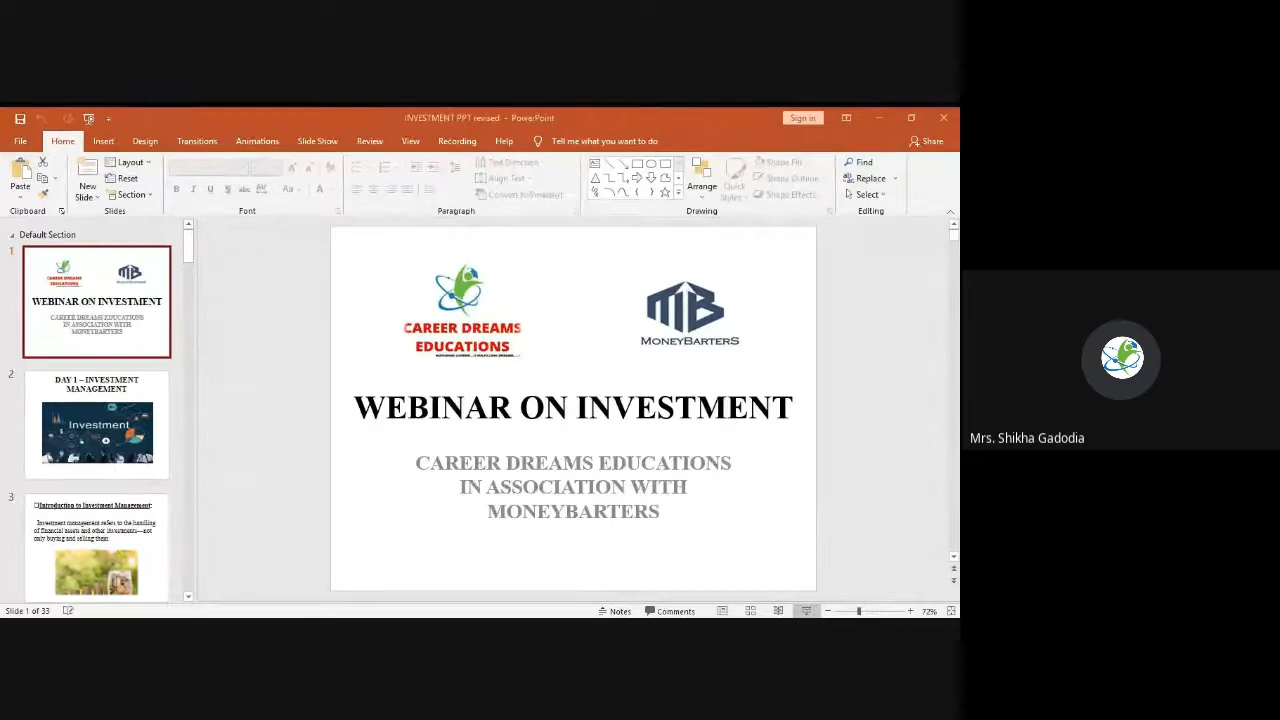 INVESTMENT PPT revised - PowerPoint
Sign in
File Home Insert Design Transitions Animations Slide Show Review View Recording Help Tell me what you want to do Share
Paste
Clipboard
New Slide
Layout
Reset
Section
Slides
Font
Text Direction
Align Text
Convert to SmartArt
Paragraph
Arrange
Quick Styles
Shape Fill
Shape Outline
Shape Effects
Drawing
Find
Replace
Select
Editing
Default Section
1
CAREER DREAMS
EDUCATIONS
MONEYBARTERS
WEBINAR ON INVESTMENT
CAREER DREAMS EDUCATIONS
IN ASSOCIATION WITH
MONEYBARTERS
2
DAY 1 – INVESTMENT
MANAGEMENT
Investment
3
Introduction to Investment Management:
Investment management refers to the handling
of financial assets and other investments—not
only buying and selling them.
CAREER DREAMS
EDUCATIONS
MB
MONEYBARTERS
WEBINAR ON INVESTMENT
CAREER DREAMS EDUCATIONS
IN ASSOCIATION WITH
MONEYBARTERS
Slide 1 of 33
Notes
Comments
72%
Mrs. Shikha Gadodia